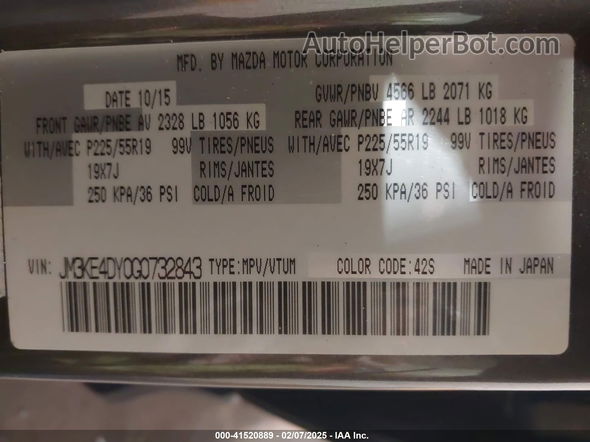 AutoHelperBot.com
MFD. BY MAZDA MOTOR CORPORATION
DATE 10/15 GVWR/PNBV 4566 LB 2071 KG
FRONT GAWR/PNBE AV 2328 LB 1056 KG REAR GAWR/PNBE AR 2244 LB 1018 KG
WITH/AVEC P225/55R19 99V TIRES/PNEUS WITH/AVEC P225/55R19 99V TIRES/PNEUS
19X7J RIMS/JANTES 19X7J RIMS/JANTES
250 KPA/36 PSI COLD/A FROID 250 KPA/36 PSI COLD/A FROID
VIN: JM3KE4DY0G0732843 TYPE:MPV/VTUM COLOR CODE:42S MADE IN JAPAN
000-41520889 - 02/07/2025 - IAA Inc.